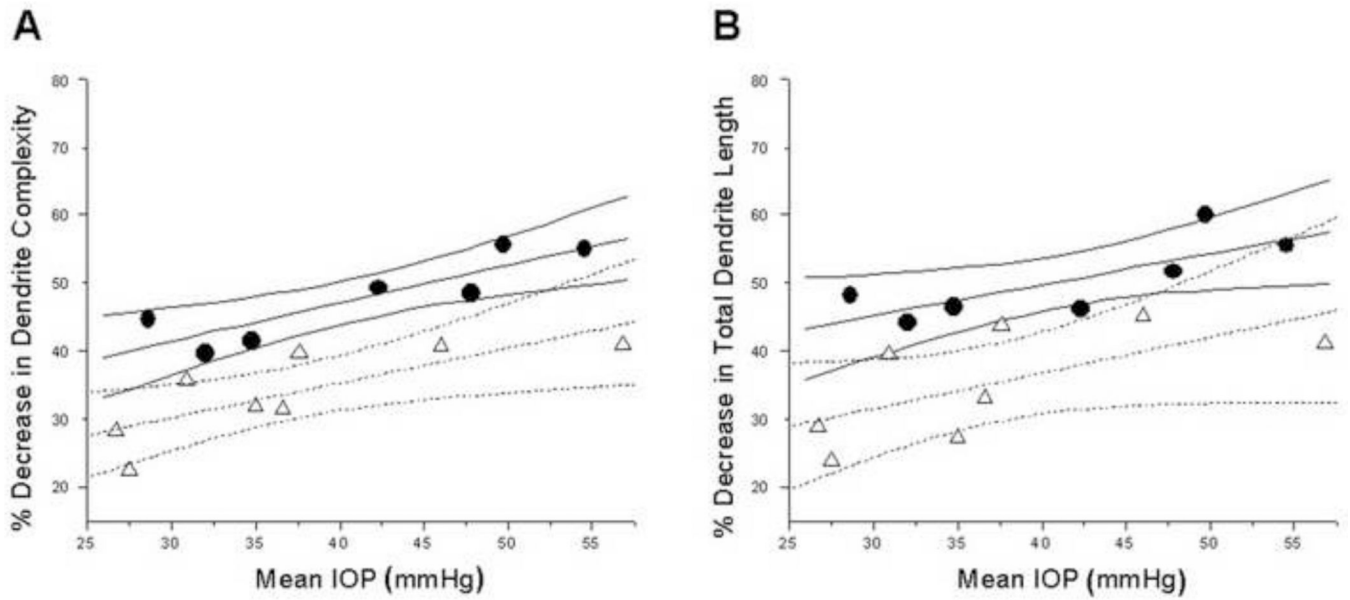 A
% Decrease in Dendrite Complexity
80
70
60
50
40
30
20
25 30 35 40 45 50 55
Mean IOP (mmHg)
B
% Decrease in Total Dendrite Length
80
70
60
50
40
30
20
25 30 35 40 45 50 55
Mean IOP (mmHg)